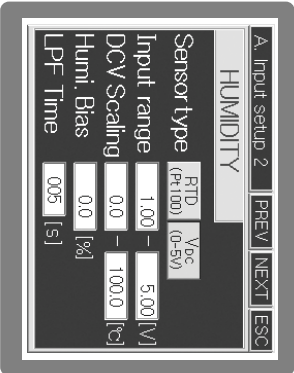 A. Input setup 2 PREV NEXT ESC
HUMIDITY
Sensor type RTD (Pt100) VDC (0-5V)
Input range 1.00 - 5.00 [V]
DCV Scaling 0.0 - 100.0 [℃]
Humi. Bias 0.0 [%]
LPF Time 005 [s]